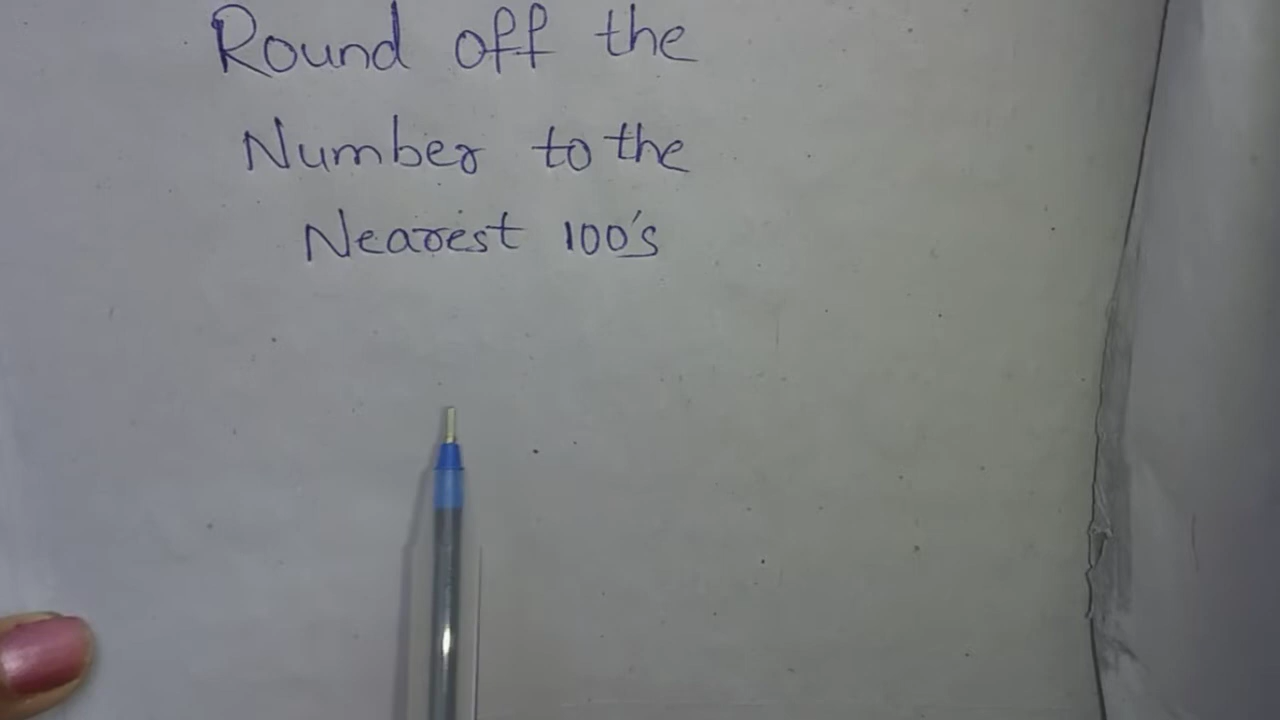 Round off the
Number to the
Nearest 100's